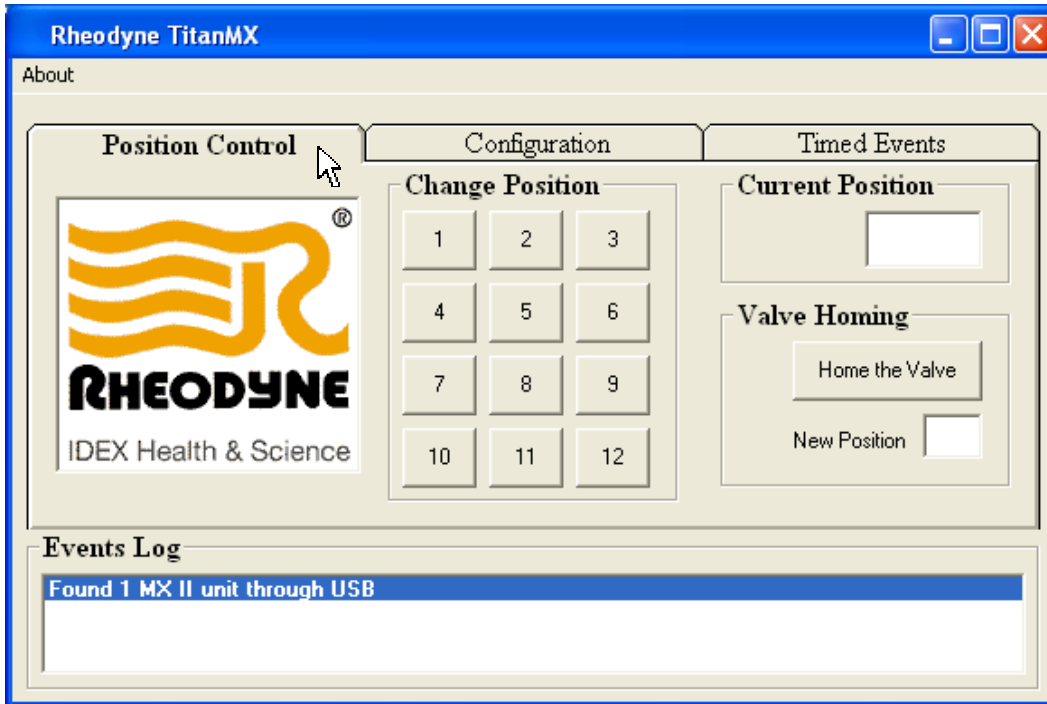 Rheodyne TitanMX
About
Position Control
Configuration
Timed Events
®
RHEODYNE
IDEX Health & Science
Change Position
1 2 3
4 5 6
7 8 9
10 11 12
Current Position
Valve Homing
Home the Valve
New Position
Events Log
Found 1 MX II unit through USB